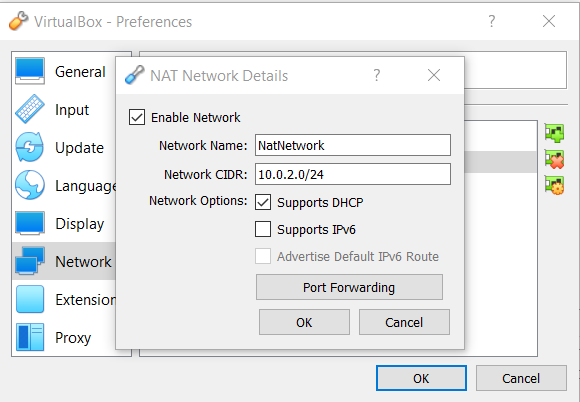 VirtualBox - Preferences
General
Input
Update
Language
Display
Network
Extension
Proxy
NAT Network Details
Enable Network
Network Name: NatNetwork
Network CIDR: 10.0.2.0/24
Network Options: Supports DHCP
Supports IPv6
Advertise Default IPv6 Route
Port Forwarding
OK Cancel
OK Cancel